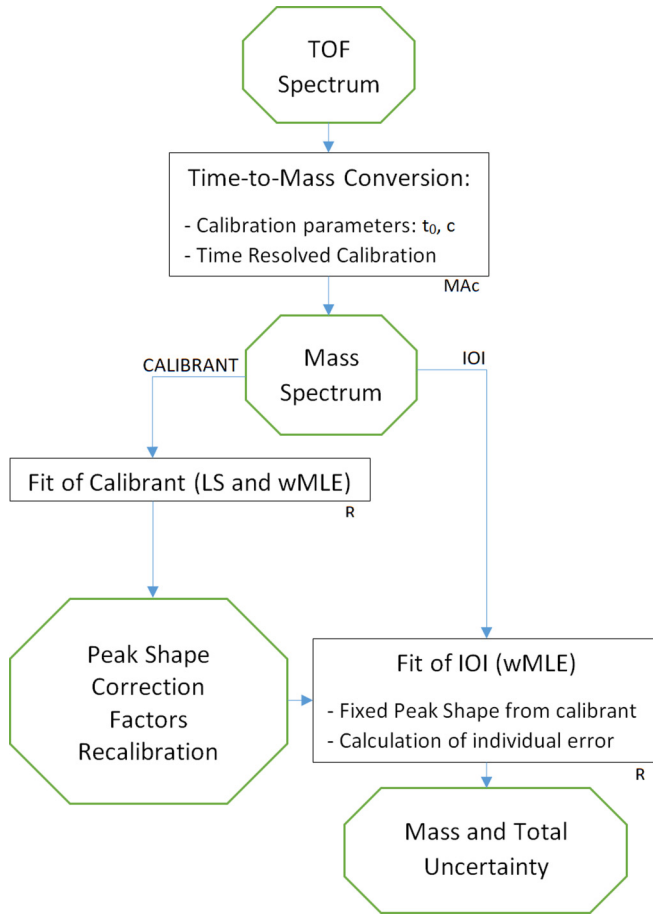 TOF
Spectrum
Time-to-Mass Conversion:
- Calibration parameters: t₀, c
- Time Resolved Calibration
MAc
CALIBRANT
Mass
Spectrum
IOI
Fit of Calibrant (LS and wMLE)
R
Peak Shape
Correction
Factors
Recalibration
Fit of IOI (wMLE)
- Fixed Peak Shape from calibrant
- Calculation of individual error
R
Mass and Total
Uncertainty